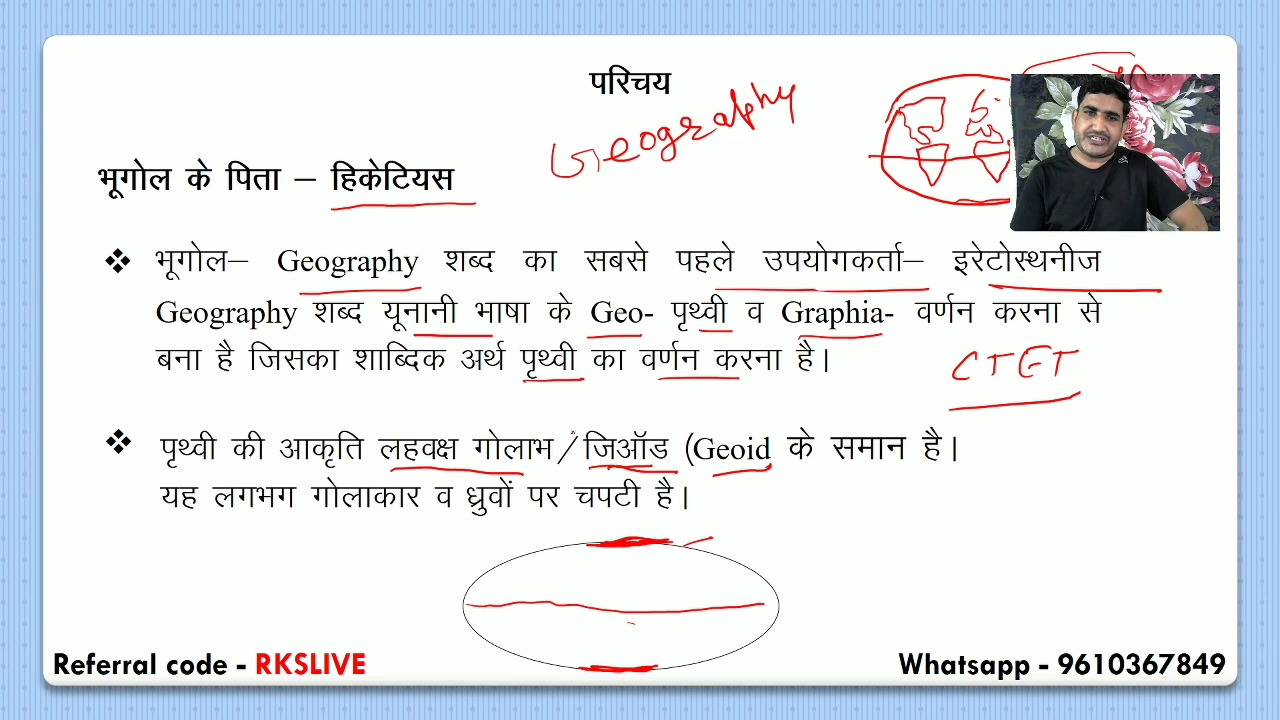 परिचय
Geography
भूगोल के पिता – हिकेटियस
भूगोल– Geography शब्द का सबसे पहले उपयोगकर्ता– इरेटोस्थनीज
Geography शब्द यूनानी भाषा के Geo- पृथ्वी व Graphia- वर्णन करना से
बना है जिसका शाब्दिक अर्थ पृथ्वी का वर्णन करना है।
CTET
पृथ्वी की आकृति लहवक्ष गोलाभ/जिऑड (Geoid के समान है।
यह लगभग गोलाकार व ध्रुवों पर चपटी है।
Referral code - RKSLIVE
Whatsapp - 9610367849